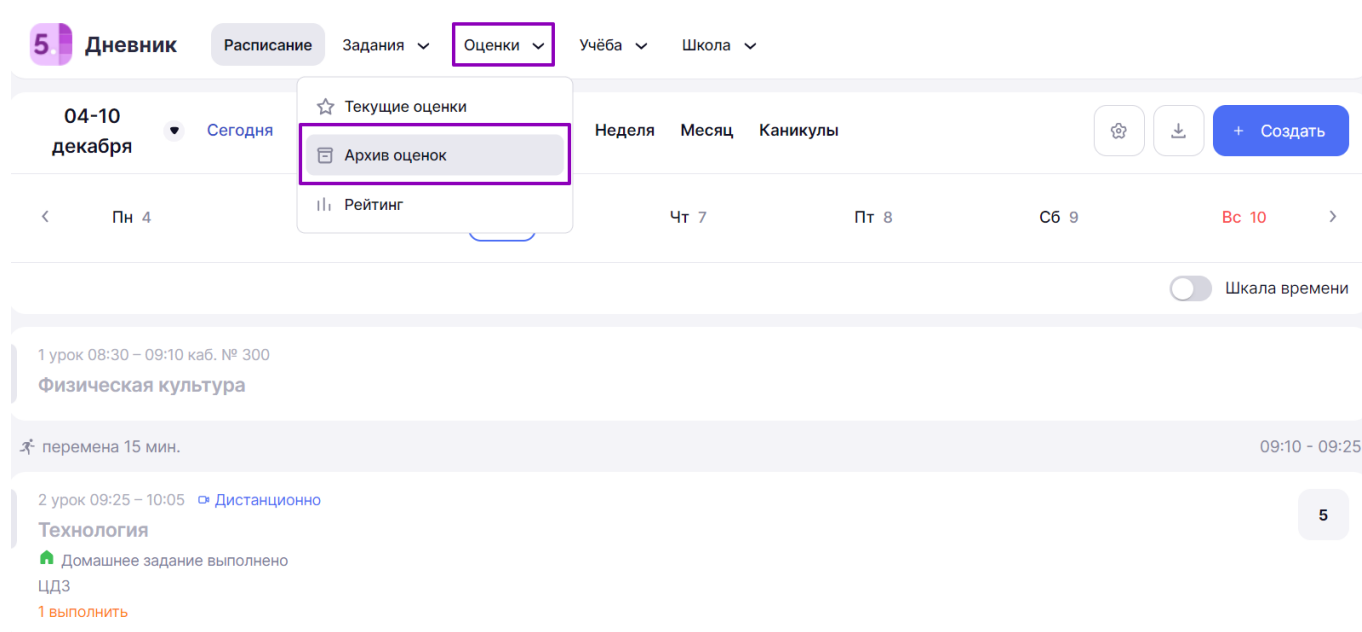 5. Дневник Расписание Задания Оценки Учёба Школа
Текущие оценки
Архив оценок
Рейтинг
04-10
декабря
Сегодня Неделя Месяц Каникулы + Создать
Пн 4 Чт 7 Пт 8 Сб 9 Вс 10
Шкала времени
1 урок 08:30 – 09:10 каб. № 300
Физическая культура
перемена 15 мин. 09:10 - 09:25
2 урок 09:25 – 10:05 Дистанционно
Технология 5
Домашнее задание выполнено
ЦДЗ
1 выполнить